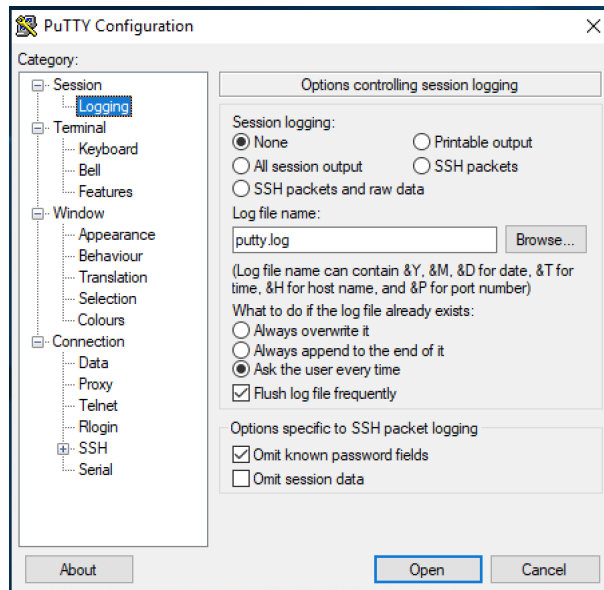 PuTTY Configuration
Category:
Session
Logging
Terminal
Keyboard
Bell
Features
Window
Appearance
Behaviour
Translation
Selection
Colours
Connection
Data
Proxy
Telnet
Rlogin
SSH
Serial
Options controlling session logging
Session logging:
None
Printable output
All session output
SSH packets
SSH packets and raw data
Log file name:
putty.log
Browse...
(Log file name can contain &Y, &M, &D for date, &T for
time, &H for host name, and &P for port number)
What to do if the log file already exists:
Always overwrite it
Always append to the end of it
Ask the user every time
Flush log file frequently
Options specific to SSH packet logging
Omit known password fields
Omit session data
About
Open
Cancel